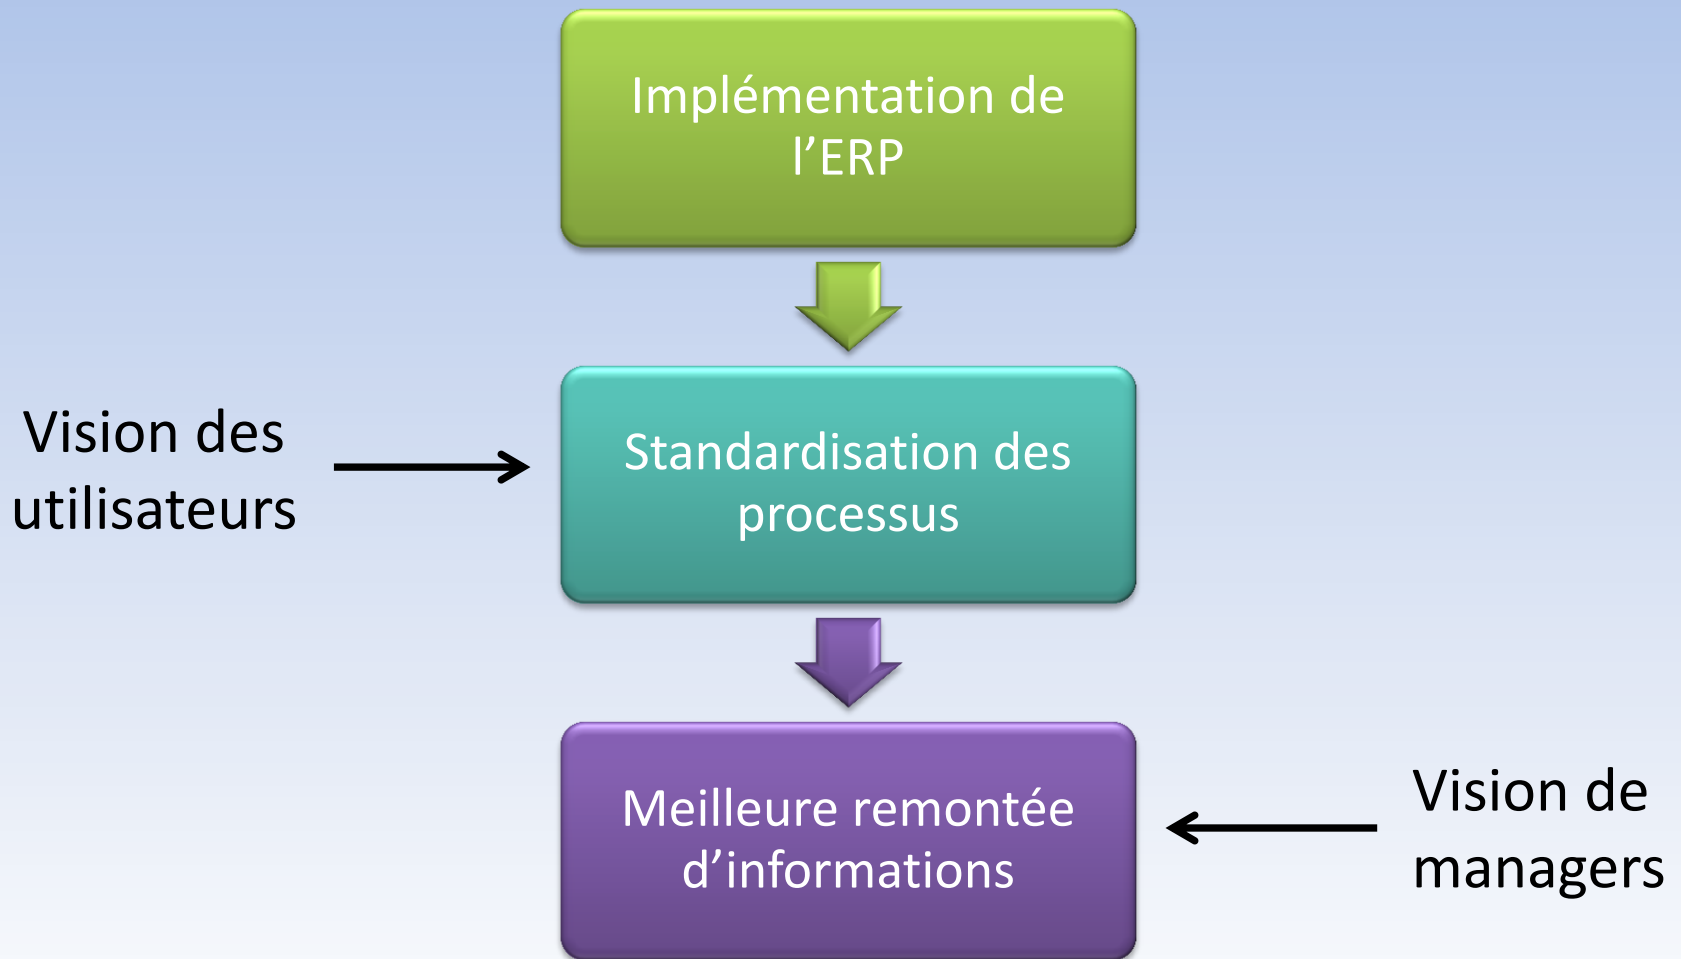 Implémentation de
l’ERP
Vision des
utilisateurs
Standardisation des
processus
Meilleure remontée
d’informations
Vision de
managers